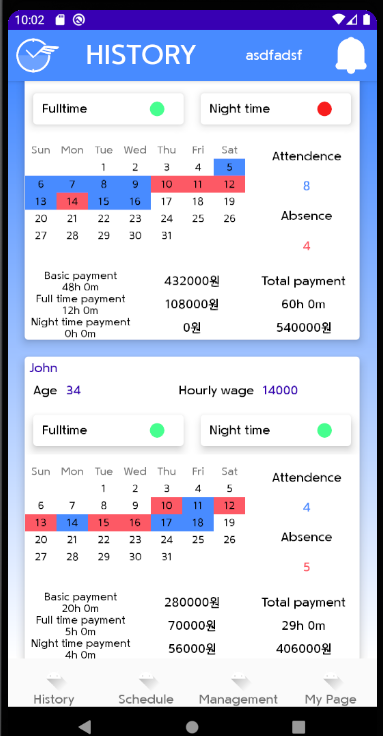 10:02
HISTORY
asdfadsf
Fulltime
Night time
Sun Mon Tue Wed Thu Fri Sat
1 2 3 4 5
6 7 8 9 10 11 12
13 14 15 16 17 18 19
20 21 22 23 24 25 26
27 28 29 30 31
Attendence
8
Absence
4
Basic payment
48h 0m
432000원
Full time payment
12h 0m
108000원
Night time payment
0h 0m
0원
Total payment
60h 0m
540000원
John
Age 34
Hourly wage 14000
Fulltime
Night time
Sun Mon Tue Wed Thu Fri Sat
1 2 3 4 5
6 7 8 9 10 11 12
13 14 15 16 17 18 19
20 21 22 23 24 25 26
27 28 29 30 31
Attendence
4
Absence
5
Basic payment
20h 0m
280000원
Full time payment
5h 0m
70000원
Night time payment
4h 0m
56000원
Total payment
29h 0m
406000원
History
Schedule
Management
My Page